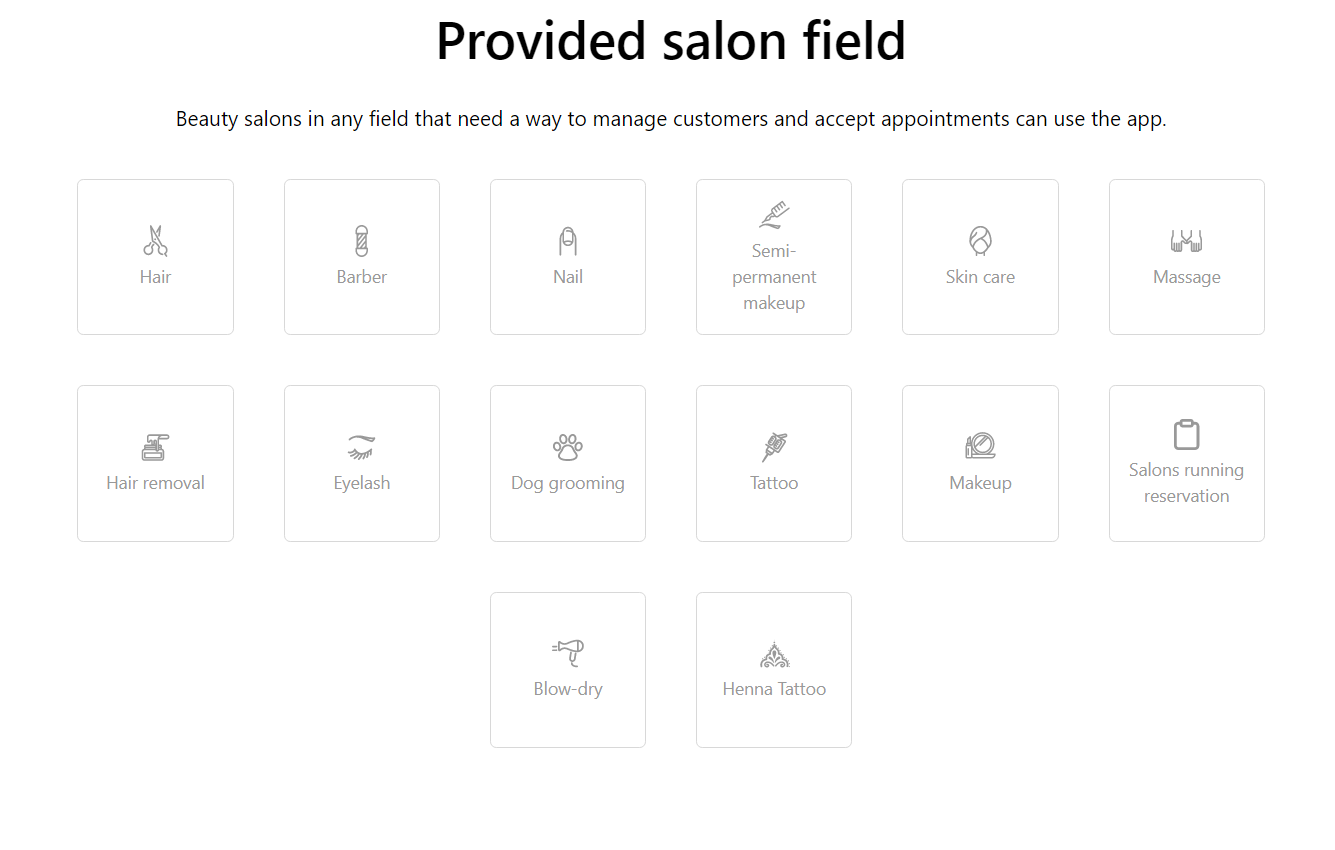 Provided salon field
Beauty salons in any field that need a way to manage customers and accept appointments can use the app.
Hair
Barber
Nail
Semi-
permanent
makeup
Skin care
Massage
Hair removal
Eyelash
Dog grooming
Tattoo
Makeup
Salons running
reservation
Blow-dry
Henna Tattoo